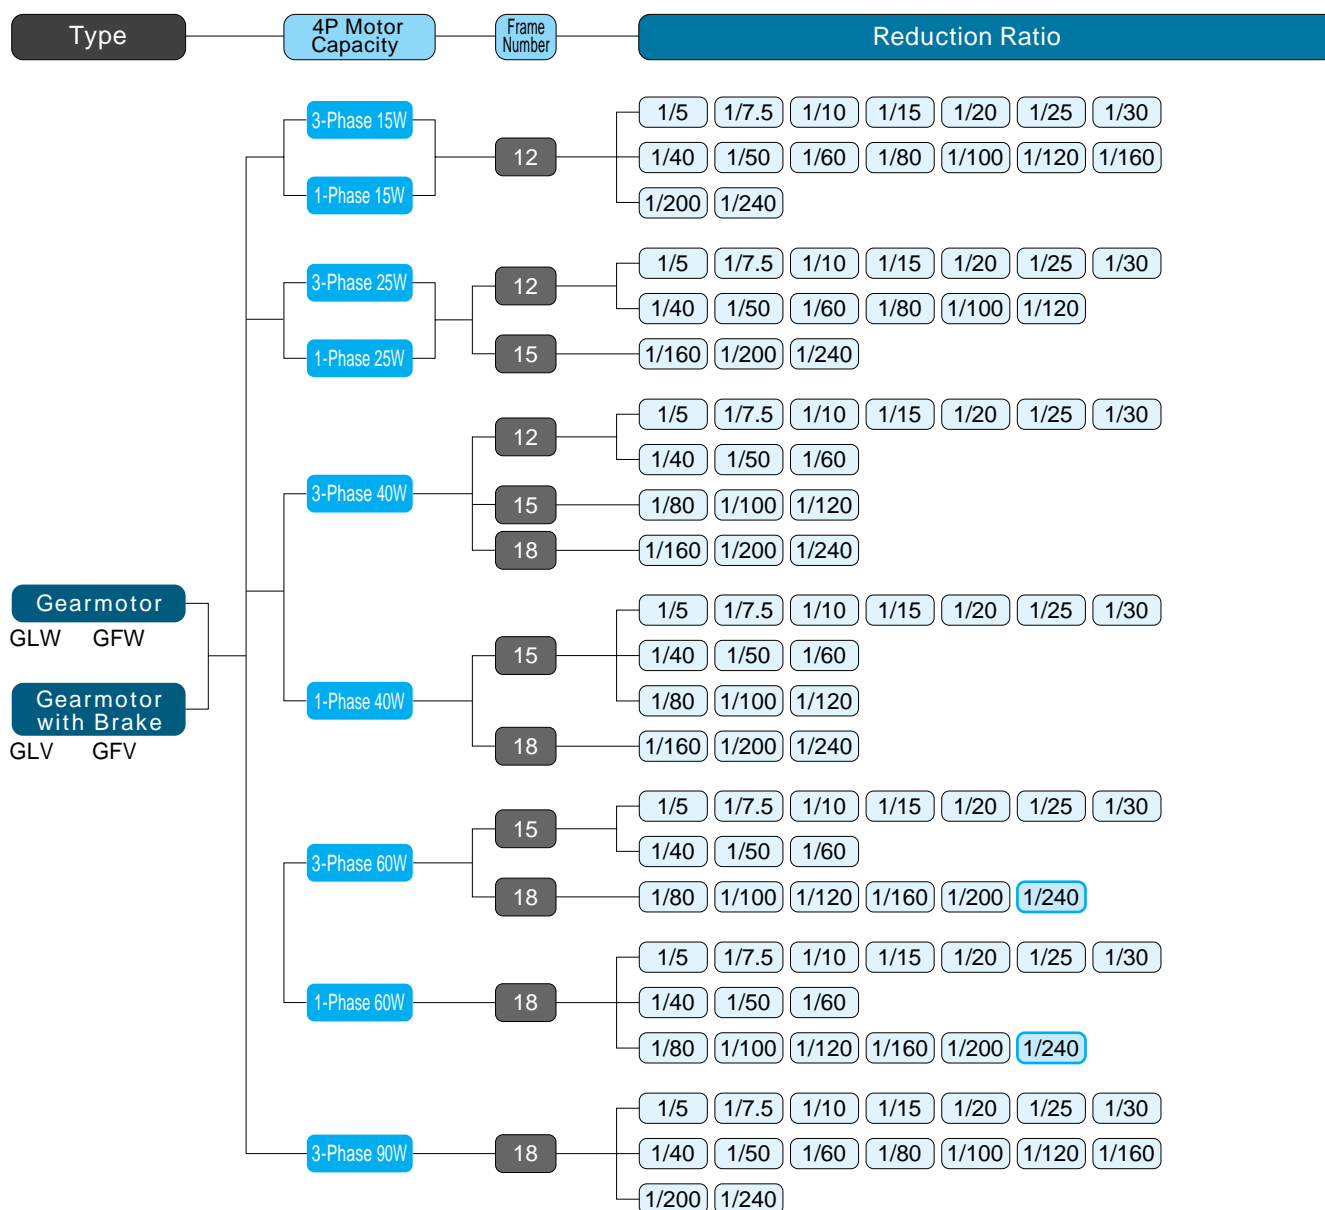 Type
4P Motor
Capacity
Frame
Number
Reduction Ratio
3-Phase 15W
1-Phase 15W
12
1/5 1/7.5 1/10 1/15 1/20 1/25 1/30
1/40 1/50 1/60 1/80 1/100 1/120 1/160
1/200 1/240
3-Phase 25W
1-Phase 25W
12
1/5 1/7.5 1/10 1/15 1/20 1/25 1/30
1/40 1/50 1/60 1/80 1/100 1/120
15
1/160 1/200 1/240
3-Phase 40W
12
1/5 1/7.5 1/10 1/15 1/20 1/25 1/30
1/40 1/50 1/60
15
1/80 1/100 1/120
18
1/160 1/200 1/240
Gearmotor
GLW GFW
Gearmotor
with Brake
GLV GFV
1-Phase 40W
15
1/5 1/7.5 1/10 1/15 1/20 1/25 1/30
1/40 1/50 1/60
1/80 1/100 1/120
18
1/160 1/200 1/240
3-Phase 60W
15
1/5 1/7.5 1/10 1/15 1/20 1/25 1/30
1/40 1/50 1/60
18
1/80 1/100 1/120 1/160 1/200 1/240
1-Phase 60W
18
1/5 1/7.5 1/10 1/15 1/20 1/25 1/30
1/40 1/50 1/60
1/80 1/100 1/120 1/160 1/200 1/240
3-Phase 90W
18
1/5 1/7.5 1/10 1/15 1/20 1/25 1/30
1/40 1/50 1/60 1/80 1/100 1/120 1/160
1/200 1/240